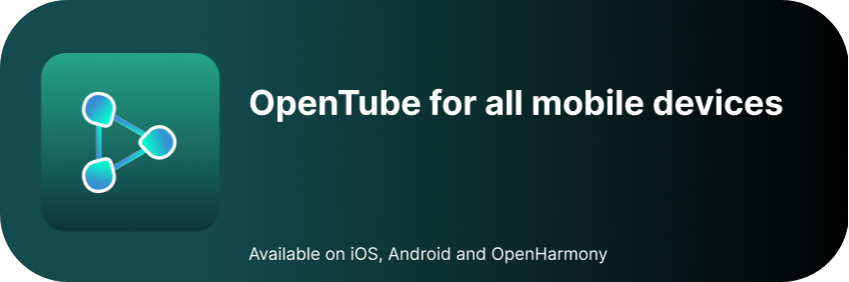 OpenTube for all mobile devices
Available on iOS, Android and OpenHarmony